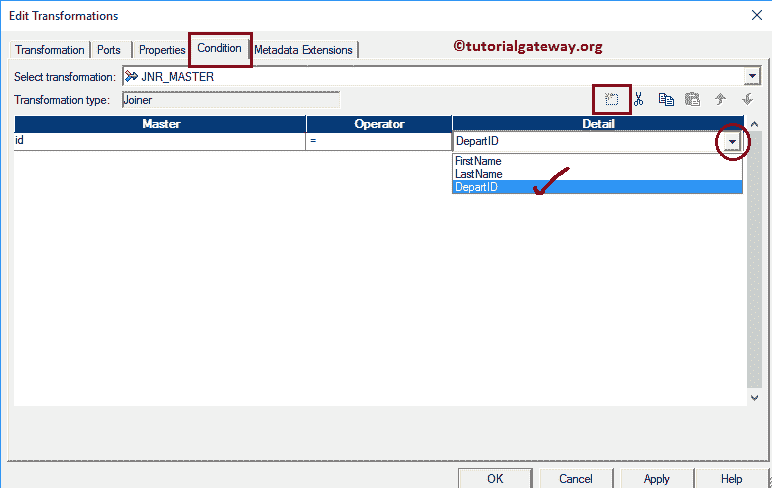 Edit Transformations
Transformation Ports Properties Condition Metadata Extensions ©tutorialgateway.org
Select transformation: JNR_MASTER
Transformation type: Joiner
Master Operator Detail
id = DepartID
FirstName
LastName
DepartID
OK Cancel Apply Help